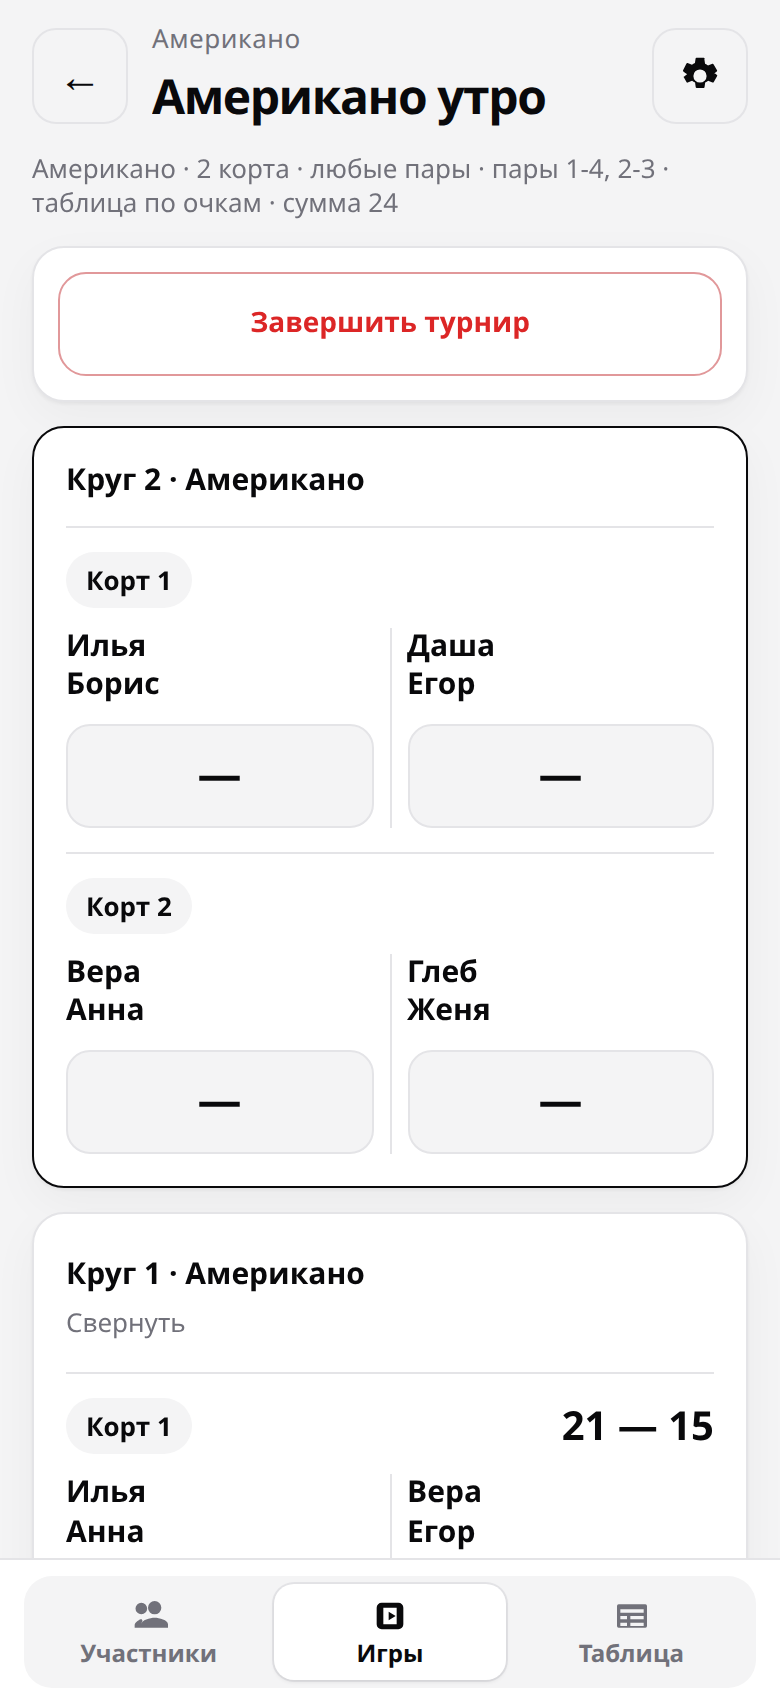 ←
Американо
Американо утро
Американо · 2 корта · любые пары · пары 1-4, 2-3 ·
таблица по очкам · сумма 24
Завершить турнир
Круг 2 · Американо
Корт 1
Илья
Борис
Даша
Егор
—
—
Корт 2
Вера
Анна
Глеб
Женя
—
—
Круг 1 · Американо
Свернуть
Корт 1
21 — 15
Илья
Анна
Вера
Егор
Участники
Игры
Таблица